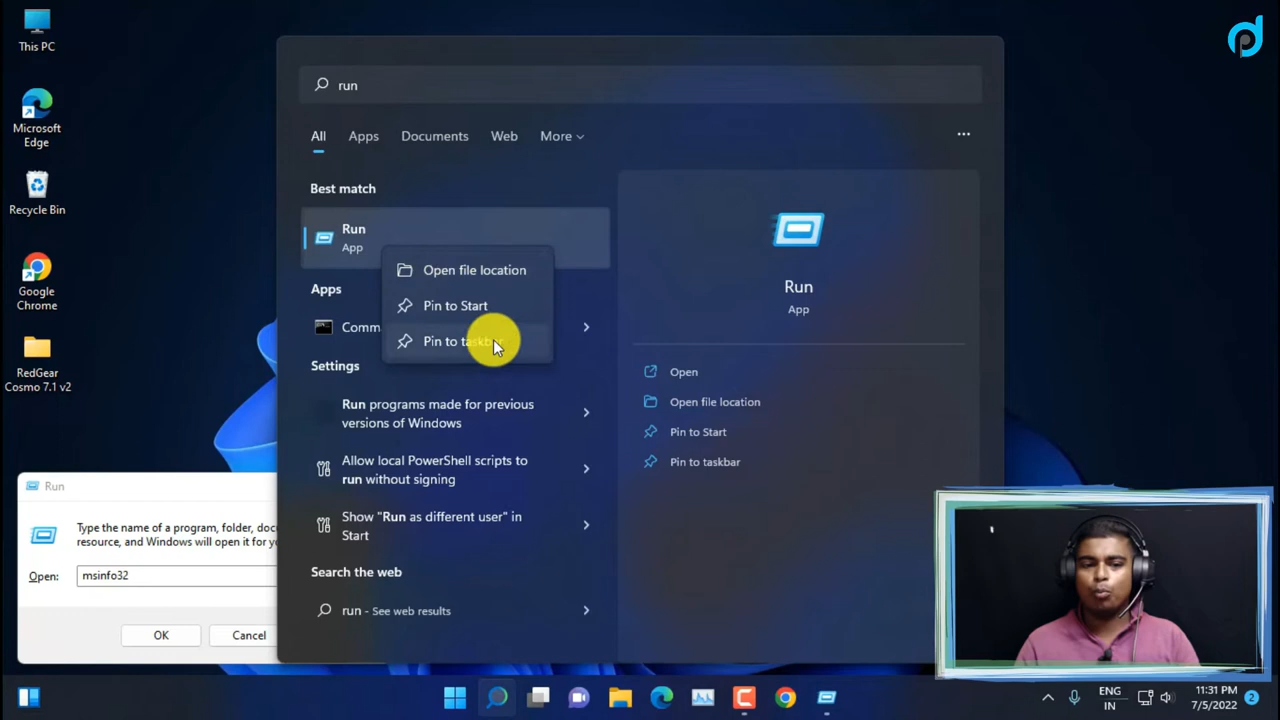 This PC
Microsoft
Edge
Recycle Bin
Google
Chrome
RedGear
Cosmo 7.1 v2
run
All Apps Documents Web More
Best match
Run
App
Open file location
Pin to Start
Pin to
Apps
Settings
Run programs made for previous
versions of Windows
Allow local PowerShell scripts to
run without signing
Show "Run as different user" in
Start
Search the web
run - See web results
Run
App
Open
Open file location
Pin to Start
Pin to taskbar
Run
Type the name of a program, folder,
resource, and Windows will open it for
Open: msinfo32
OK Cancel
ENG
IN
11:31 PM
7/5/2022
2